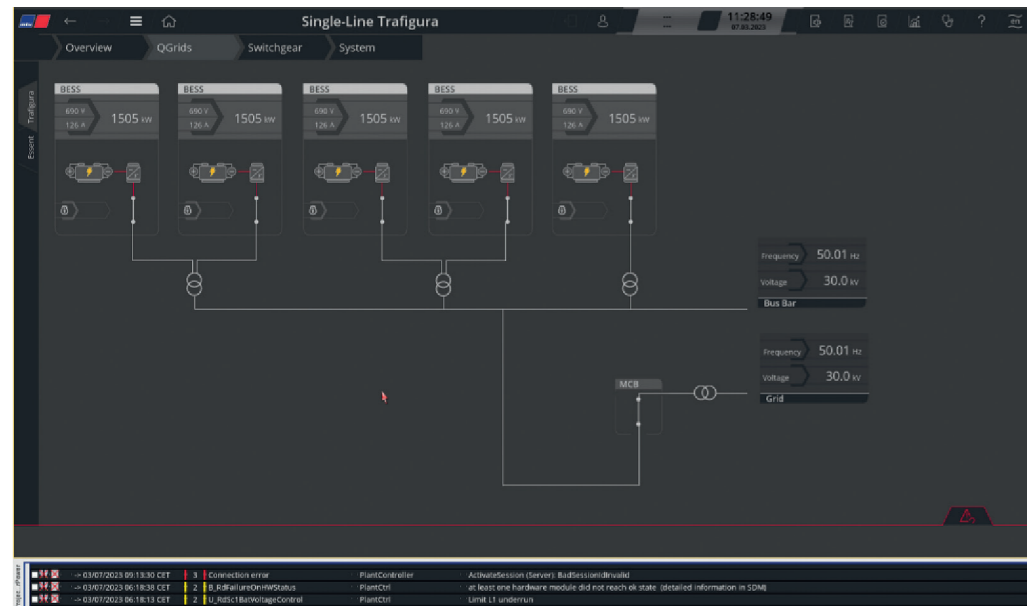 mtu
Single-Line Trafigura
11:28:49
07.03.2023
Overview
QGrids
Switchgear
System
Trafigura
Essent
BESS
690 V
126 A
1505 kW
BESS
690 V
126 A
1505 kW
BESS
690 V
126 A
1505 kW
BESS
690 V
126 A
1505 kW
BESS
690 V
126 A
1505 kW
Frequency 50.01 Hz
Voltage 30.0 kV
Bus Bar
Frequency 50.01 Hz
Voltage 30.0 kV
Grid
MCB
-> 03/07/2023 09:13:30 CET 3 Connection error PlantController ActivateSession (Server): BadSessionIdInvalid
-> 03/07/2023 06:18:38 CET 2 B_RdFailureOnHWStatus PlantCtrl at least one hardware module did not reach ok state (detailed information in SDM)
-> 03/07/2023 06:18:13 CET 2 U_RdSc1BatVoltageControl PlantCtrl Limit L1 underrun